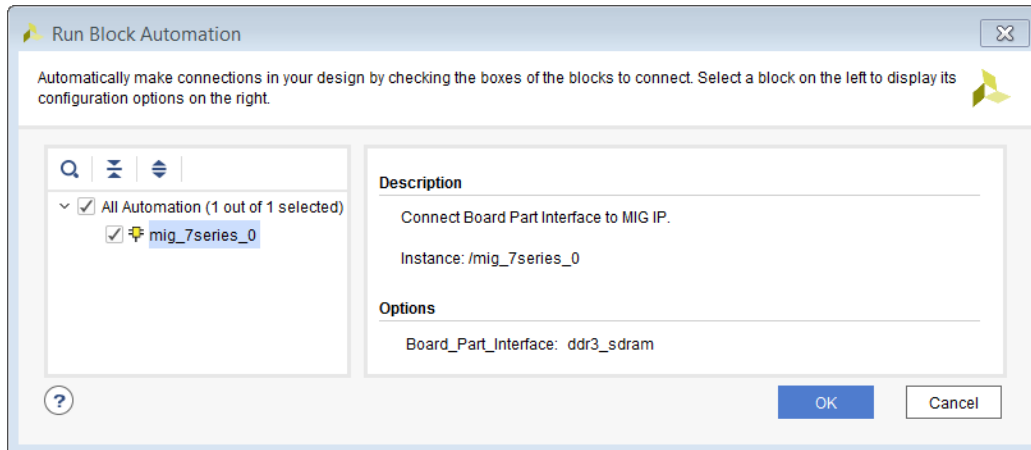 Run Block Automation
Automatically make connections in your design by checking the boxes of the blocks to connect. Select a block on the left to display its
configuration options on the right.
All Automation (1 out of 1 selected)
mig_7series_0
Description
Connect Board Part Interface to MIG IP.
Instance: /mig_7series_0
Options
Board_Part_Interface: ddr3_sdram
?
OK
Cancel